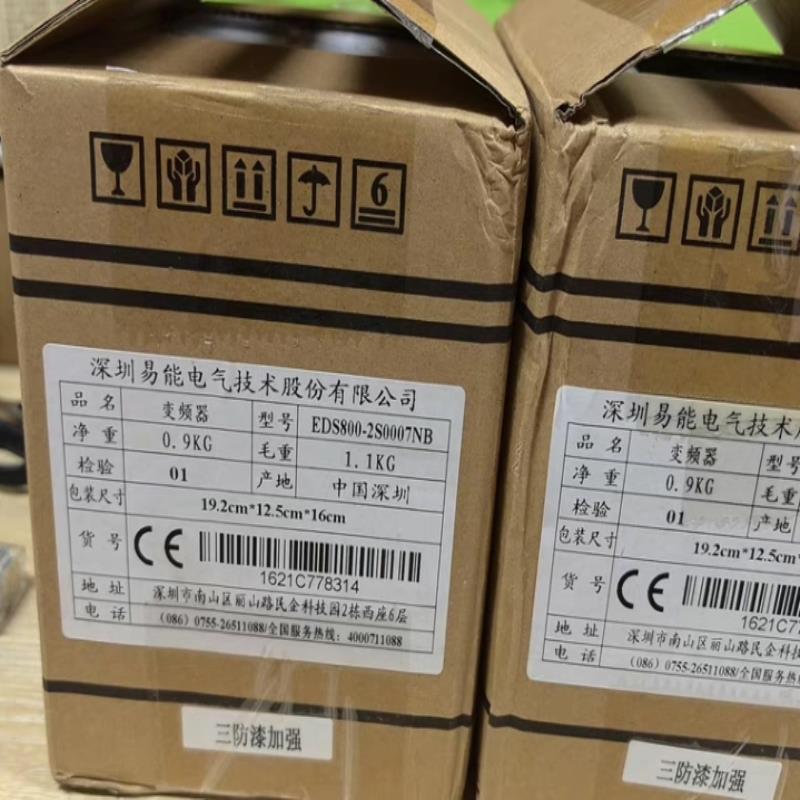 6
深圳易能电气技术股份有限公司
品名 变频器 型号 EDS800-2S0007NB
净重 0.9KG 毛重 1.1KG
检验 01 产地 中国深圳
包装尺寸 19.2cm*12.5cm*16cm
货号 CE
1621C778314
地址 深圳市南山区丽山路民企科技园2栋西座6层
电话 (086) 0755-26511088/全国服务热线: 4000711088
三防漆加强
深圳易能电气技术
品名 变频器 型号
净重 0.9KG 毛重
检验 01 产地
包装尺寸 19.2cm*12.5cm*
货号 CE
1621C77
地址 深圳市南山区丽山路民企科技
电话 (086) 0755-26511088/全国服务热
三防漆加强